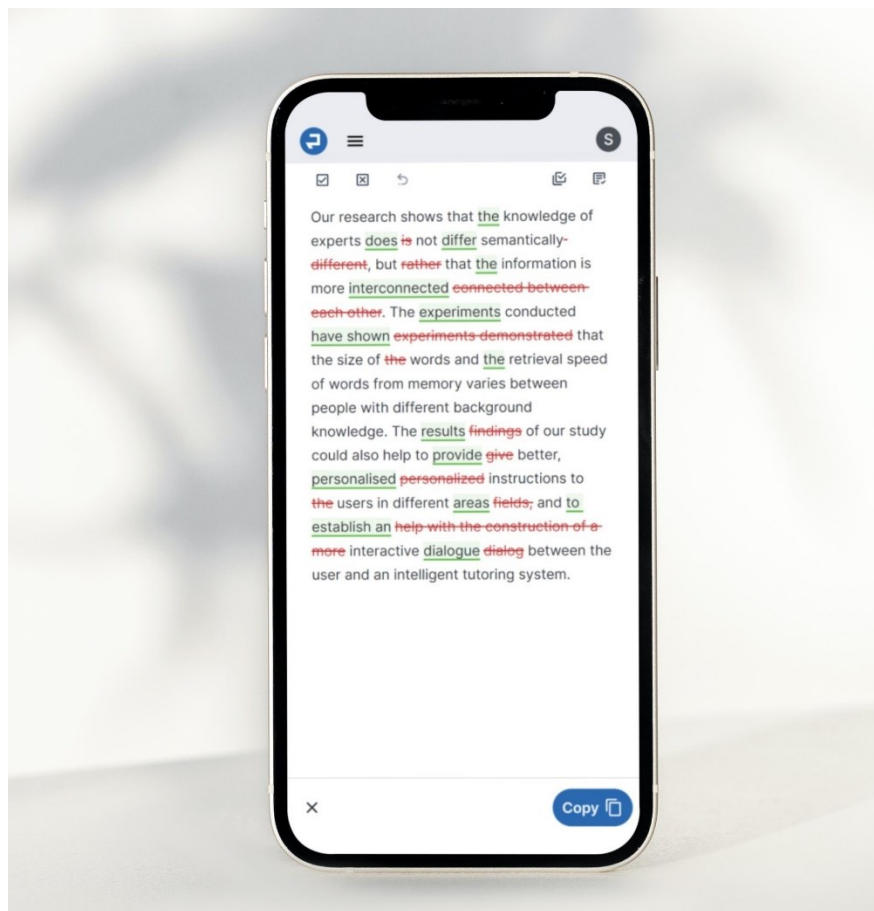 S
Our research shows that the knowledge of
experts does is not differ semantically-
different, but rather that the information is
more interconnected connected between-
each other. The experiments conducted
have shown experiments demonstrated that
the size of the words and the retrieval speed
of words from memory varies between
people with different background
knowledge. The results findings of our study
could also help to provide give better,
personalised personalized instructions to
the users in different areas fields, and to
establish an help with the construction of a-
more interactive dialogue dialog between the
user and an intelligent tutoring system.
Copy